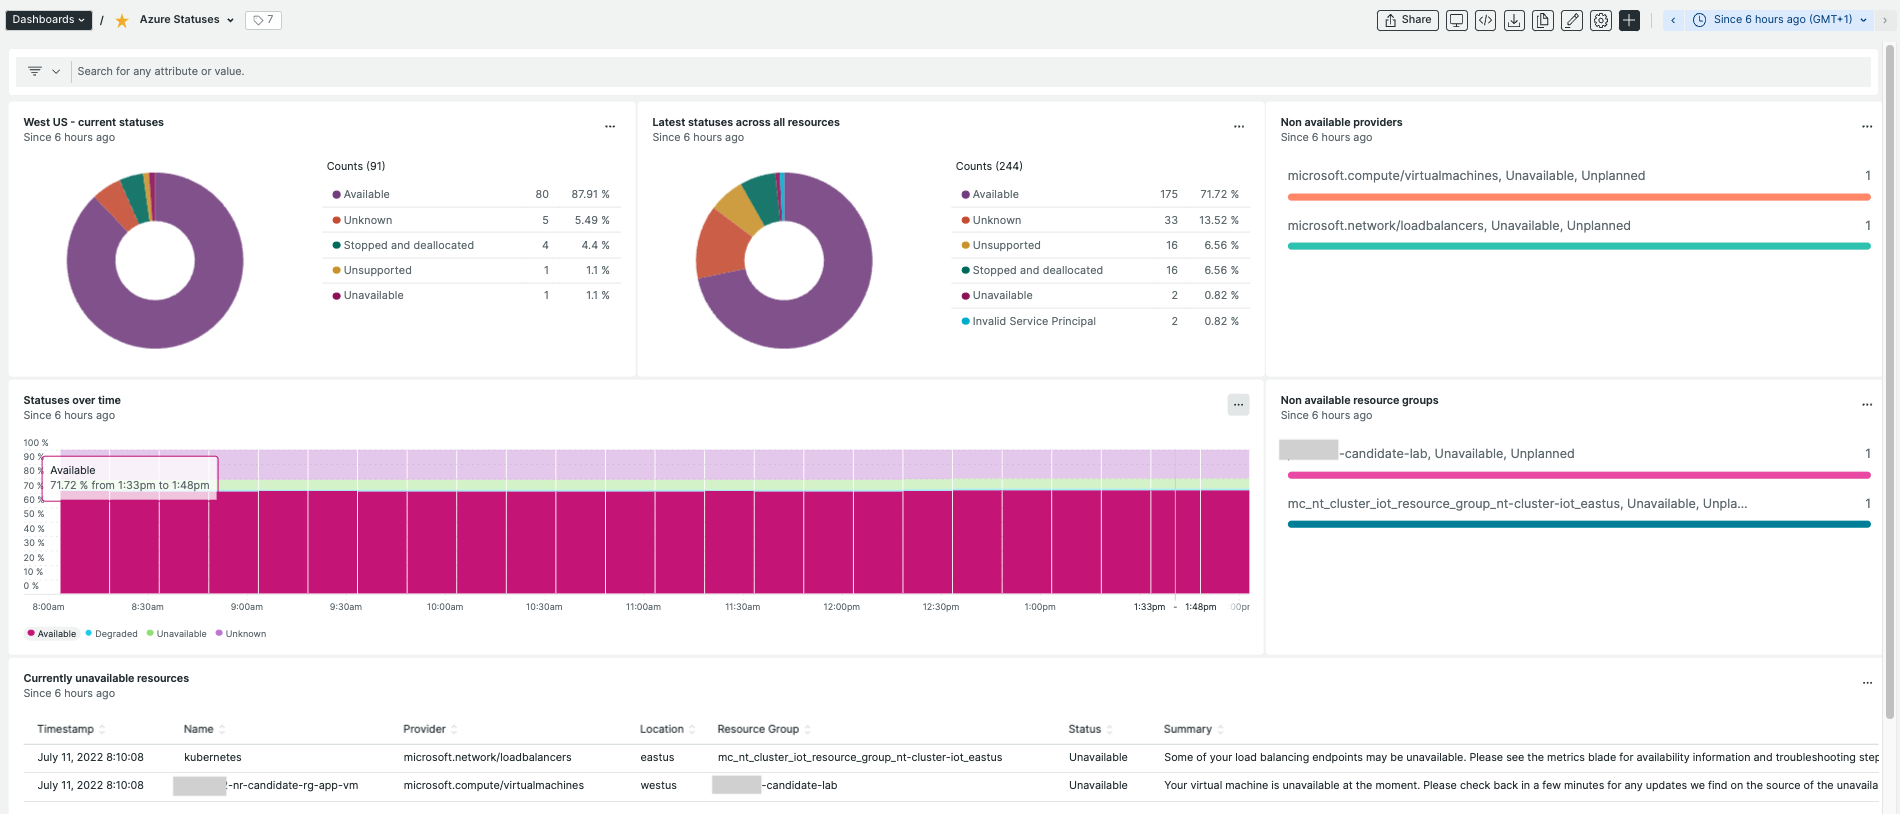 Dashboards / Azure Statuses 7 Share Since 6 hours ago (GMT+1)
Search for any attribute or value.
West US - current statuses
Since 6 hours ago
Counts (91)
Available 80 87.91 %
Unknown 5 5.49 %
Stopped and deallocated 4 4.4 %
Unsupported 1 1.1 %
Unavailable 1 1.1 %
Latest statuses across all resources
Since 6 hours ago
Counts (244)
Available 175 71.72 %
Unknown 33 13.52 %
Unsupported 16 6.56 %
Stopped and deallocated 16 6.56 %
Unavailable 2 0.82 %
Invalid Service Principal 2 0.82 %
Non available providers
Since 6 hours ago
microsoft.compute/virtualmachines, Unavailable, Unplanned 1
microsoft.network/loadbalancers, Unavailable, Unplanned 1
Statuses over time
Since 6 hours ago
100 %
90 %
80 %
70 %
60 %
50 %
40 %
30 %
20 %
10 %
0 %
Available
71.72 % from 1:33pm to 1:48pm
8:00am 8:30am 9:00am 9:30am 10:00am 10:30am 11:00am 11:30am 12:00pm 12:30pm 1:00pm 1:33pm - 1:48pm 00pr
Available Degraded Unavailable Unknown
Non available resource groups
Since 6 hours ago
-candidate-lab, Unavailable, Unplanned 1
mc_nt_cluster_iot_resource_group_nt-cluster-iot_eastus, Unavailable, Unpla... 1
Currently unavailable resources
Since 6 hours ago
Timestamp Name Provider Location Resource Group Status Summary
July 11, 2022 8:10:08 kubernetes microsoft.network/loadbalancers eastus mc_nt_cluster_iot_resource_group_nt-cluster-iot_eastus Unavailable Some of your load balancing endpoints may be unavailable. Please see the metrics blade for availability information and troubleshooting step
July 11, 2022 8:10:08 -nr-candidate-rg-app-vm microsoft.compute/virtualmachines westus -candidate-lab Unavailable Your virtual machine is unavailable at the moment. Please check back in a few minutes for any updates we find on the source of the unavaila